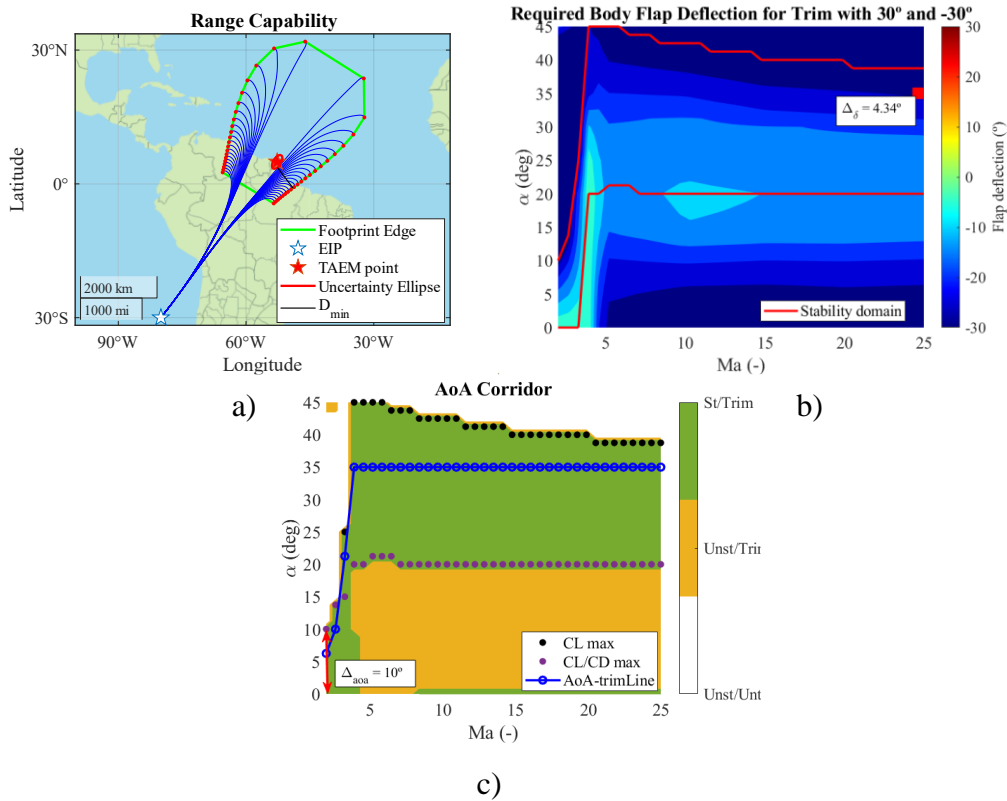 Range Capability
30°N
0°
30°S
Latitude
2000 km
1000 mi
Footprint Edge
EIP
TAEM point
Uncertainty Ellipse
D_min
90°W
60°W
30°W
Longitude
a)
Required Body Flap Deflection for Trim with 30º and -30º
45
40
35
30
25
20
15
10
5
0
α (deg)
Δ_δ = 4.34º
Stability domain
5
10
15
20
25
Ma (-)
30
20
10
0
-10
-20
-30
Flap deflection (º)
b)
AoA Corridor
45
40
35
30
25
20
15
10
5
0
α (deg)
Δ_aoa = 10º
CL max
CL/CD max
AoA-trimLine
5
10
15
20
25
Ma (-)
St/Trim
Unst/Trin
Unst/Unt
c)